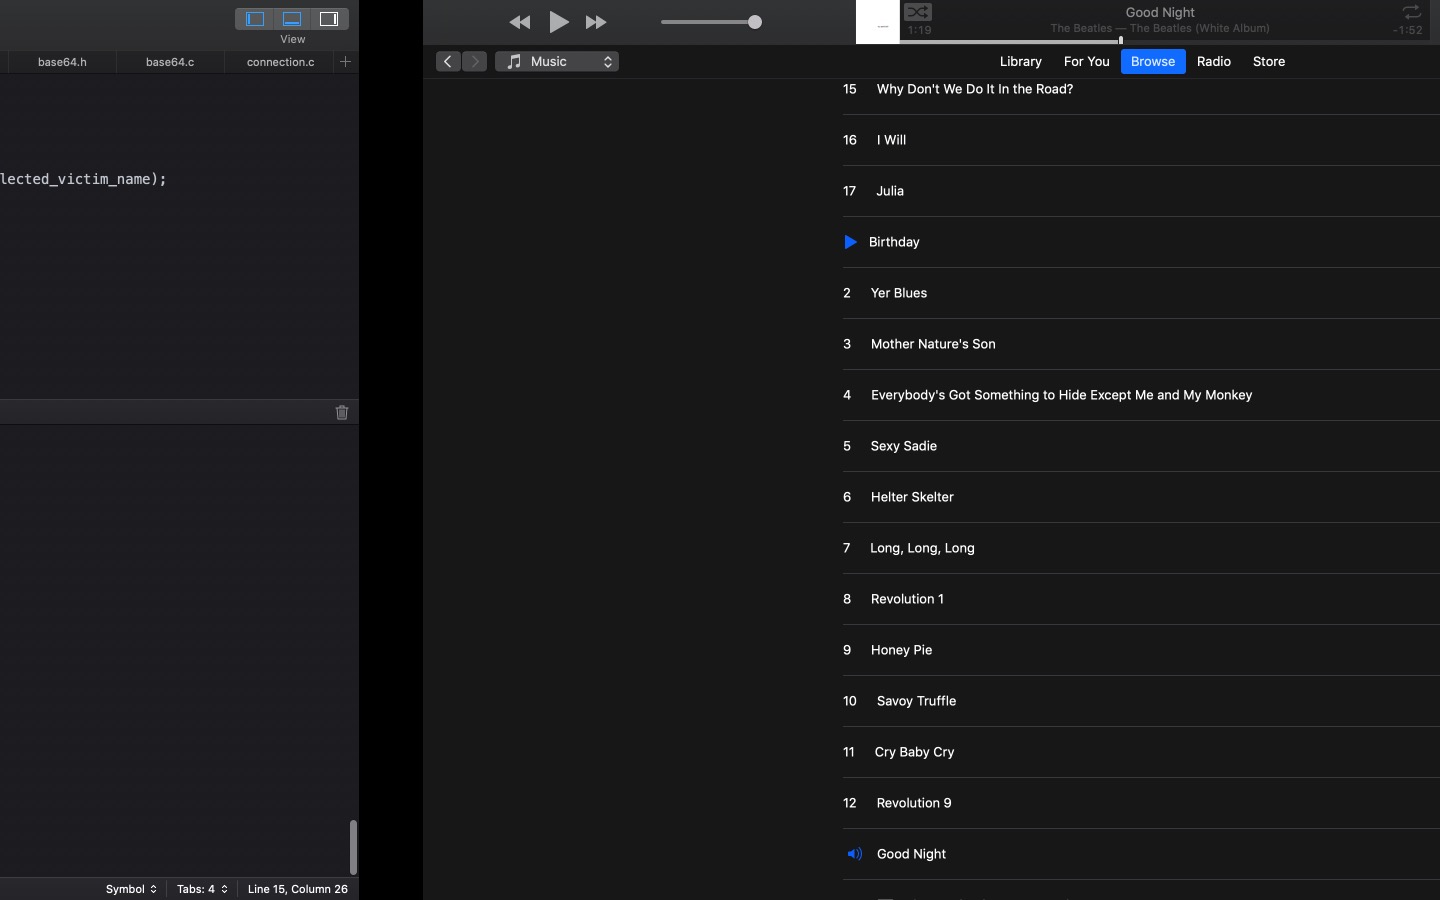 View
base64.h
base64.c
connection.c
lected_victim_name);
Symbol
Tabs: 4
Line 15, Column 26
Good Night
The Beatles — The Beatles (White Album)
1:19
-1:52
Music
Library
For You
Browse
Radio
Store
15 Why Don't We Do It In the Road?
16 I Will
17 Julia
Birthday
2 Yer Blues
3 Mother Nature's Son
4 Everybody's Got Something to Hide Except Me and My Monkey
5 Sexy Sadie
6 Helter Skelter
7 Long, Long, Long
8 Revolution 1
9 Honey Pie
10 Savoy Truffle
11 Cry Baby Cry
12 Revolution 9
Good Night